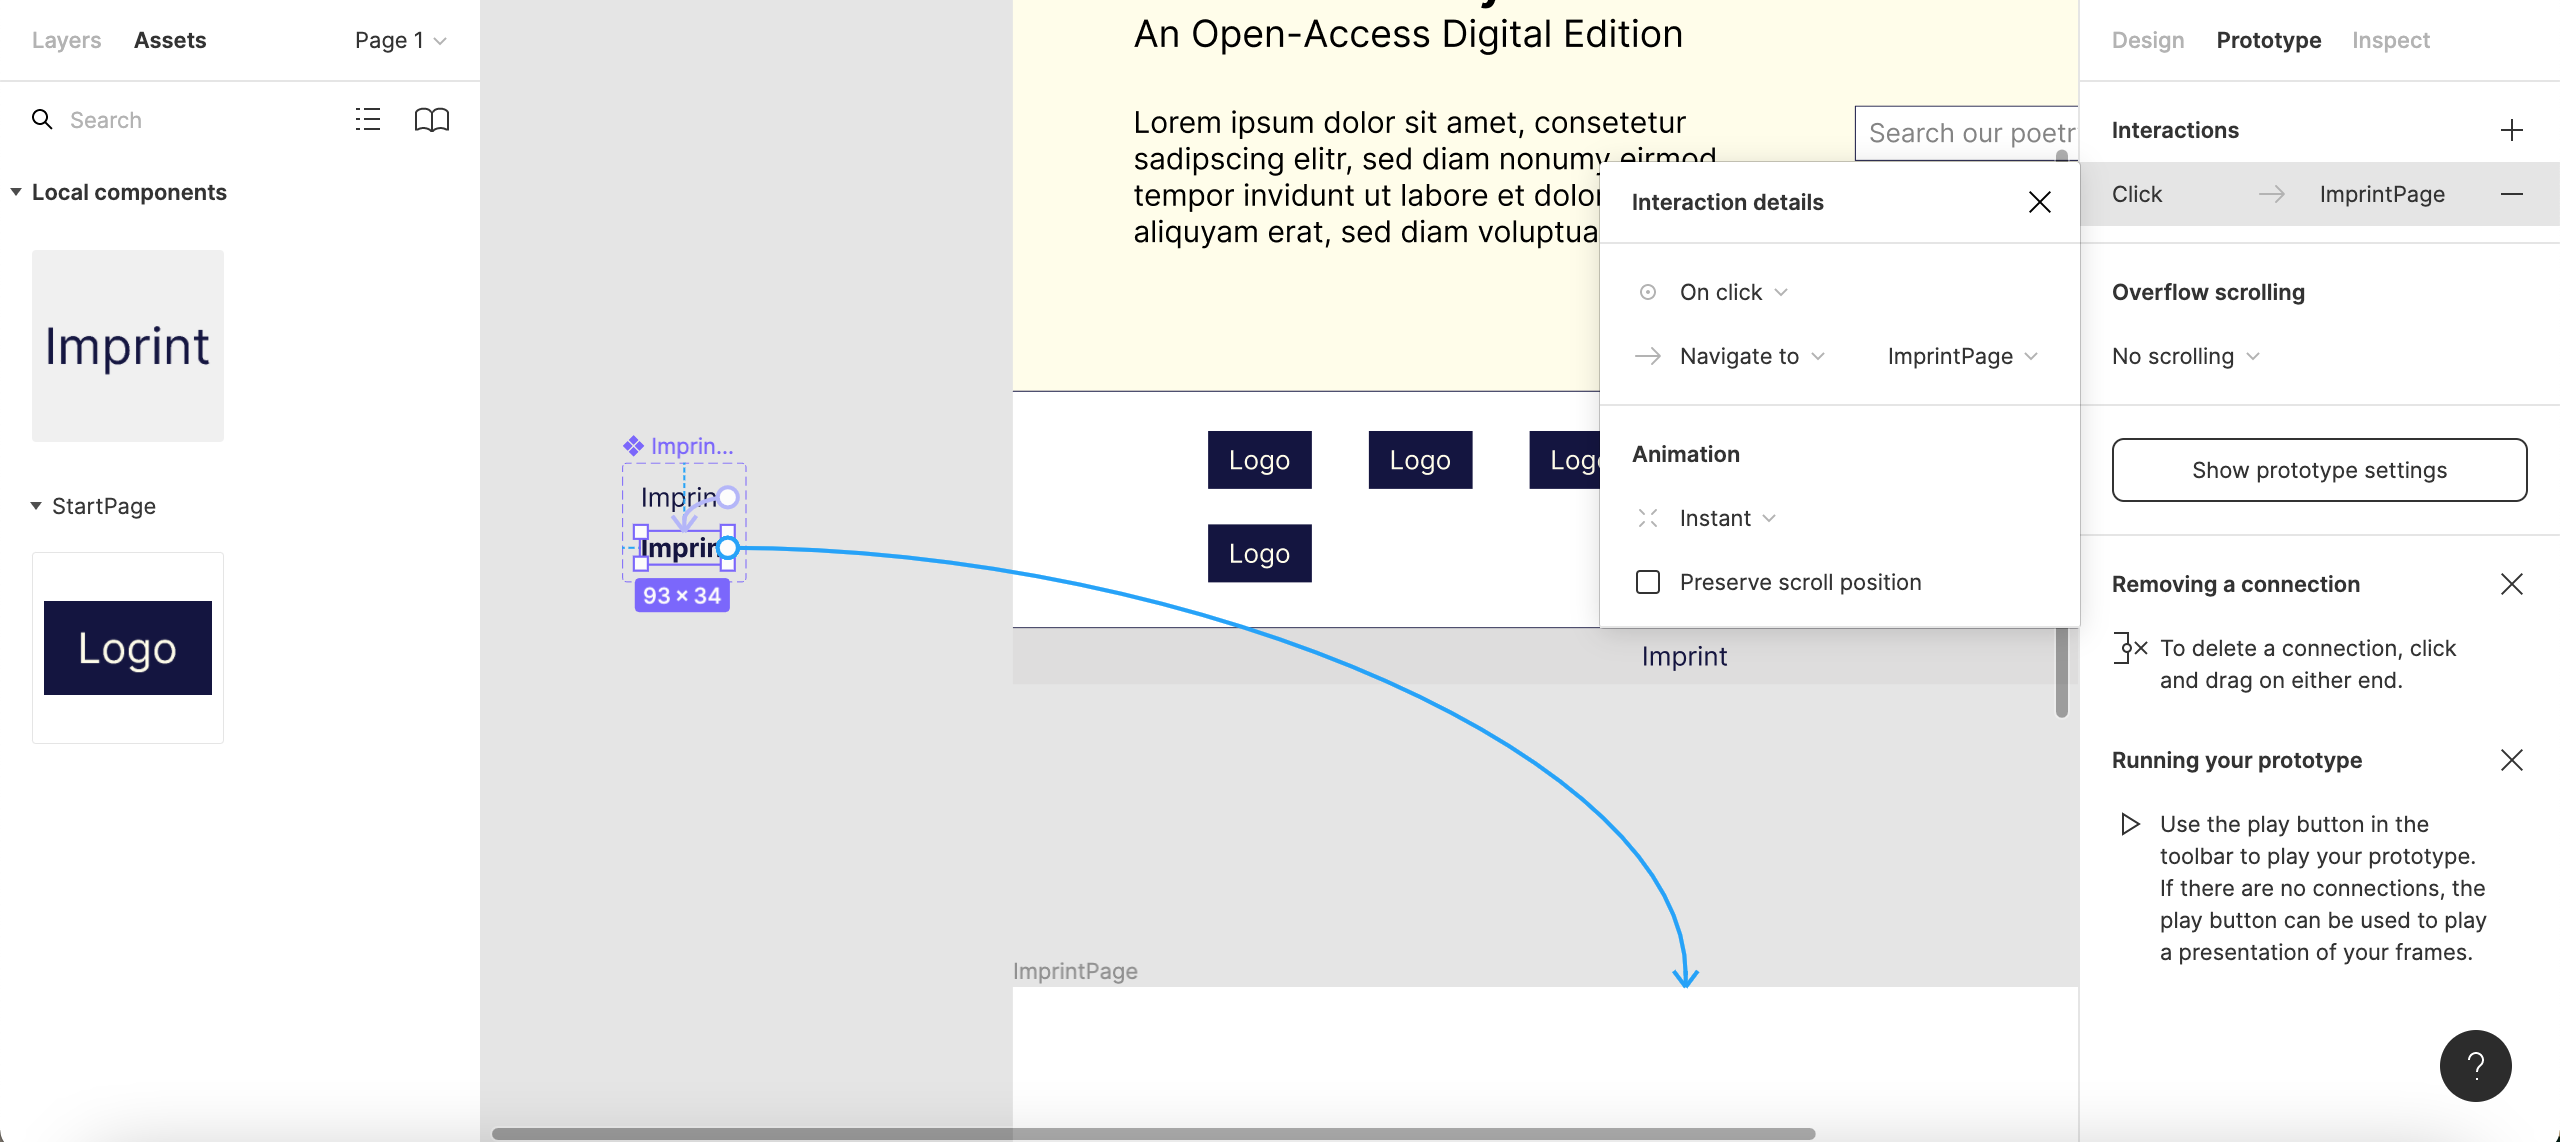 Layers
Assets
Page 1
Search
Local components
Imprint
StartPage
Logo
Imprin...
Imprin
Imprin
93 × 34
An Open-Access Digital Edition
Lorem ipsum dolor sit amet, consetetur
sadipscing elitr, sed diam nonumy eirmod
tempor invidunt ut labore et dolor
aliquyam erat, sed diam voluptua
Search our poetr
Logo
Logo
Logo
Logo
Imprint
ImprintPage
Interaction details
On click
Navigate to
ImprintPage
Animation
Instant
Preserve scroll position
Design
Prototype
Inspect
Interactions
Click
ImprintPage
Overflow scrolling
No scrolling
Show prototype settings
Removing a connection
To delete a connection, click
and drag on either end.
Running your prototype
Use the play button in the
toolbar to play your prototype.
If there are no connections, the
play button can be used to play
a presentation of your frames.
?